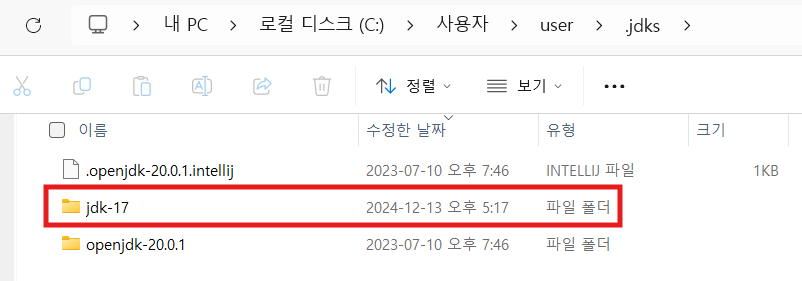 내 PC > 로컬 디스크 (C:) > 사용자 > user > .jdks >
정렬 보기 ...
이름 수정한 날짜 유형 크기
.openjdk-20.0.1.intellij 2023-07-10 오후 7:46 INTELLIJ 파일 1KB
jdk-17 2024-12-13 오후 5:17 파일 폴더
openjdk-20.0.1 2023-07-10 오후 7:46 파일 폴더